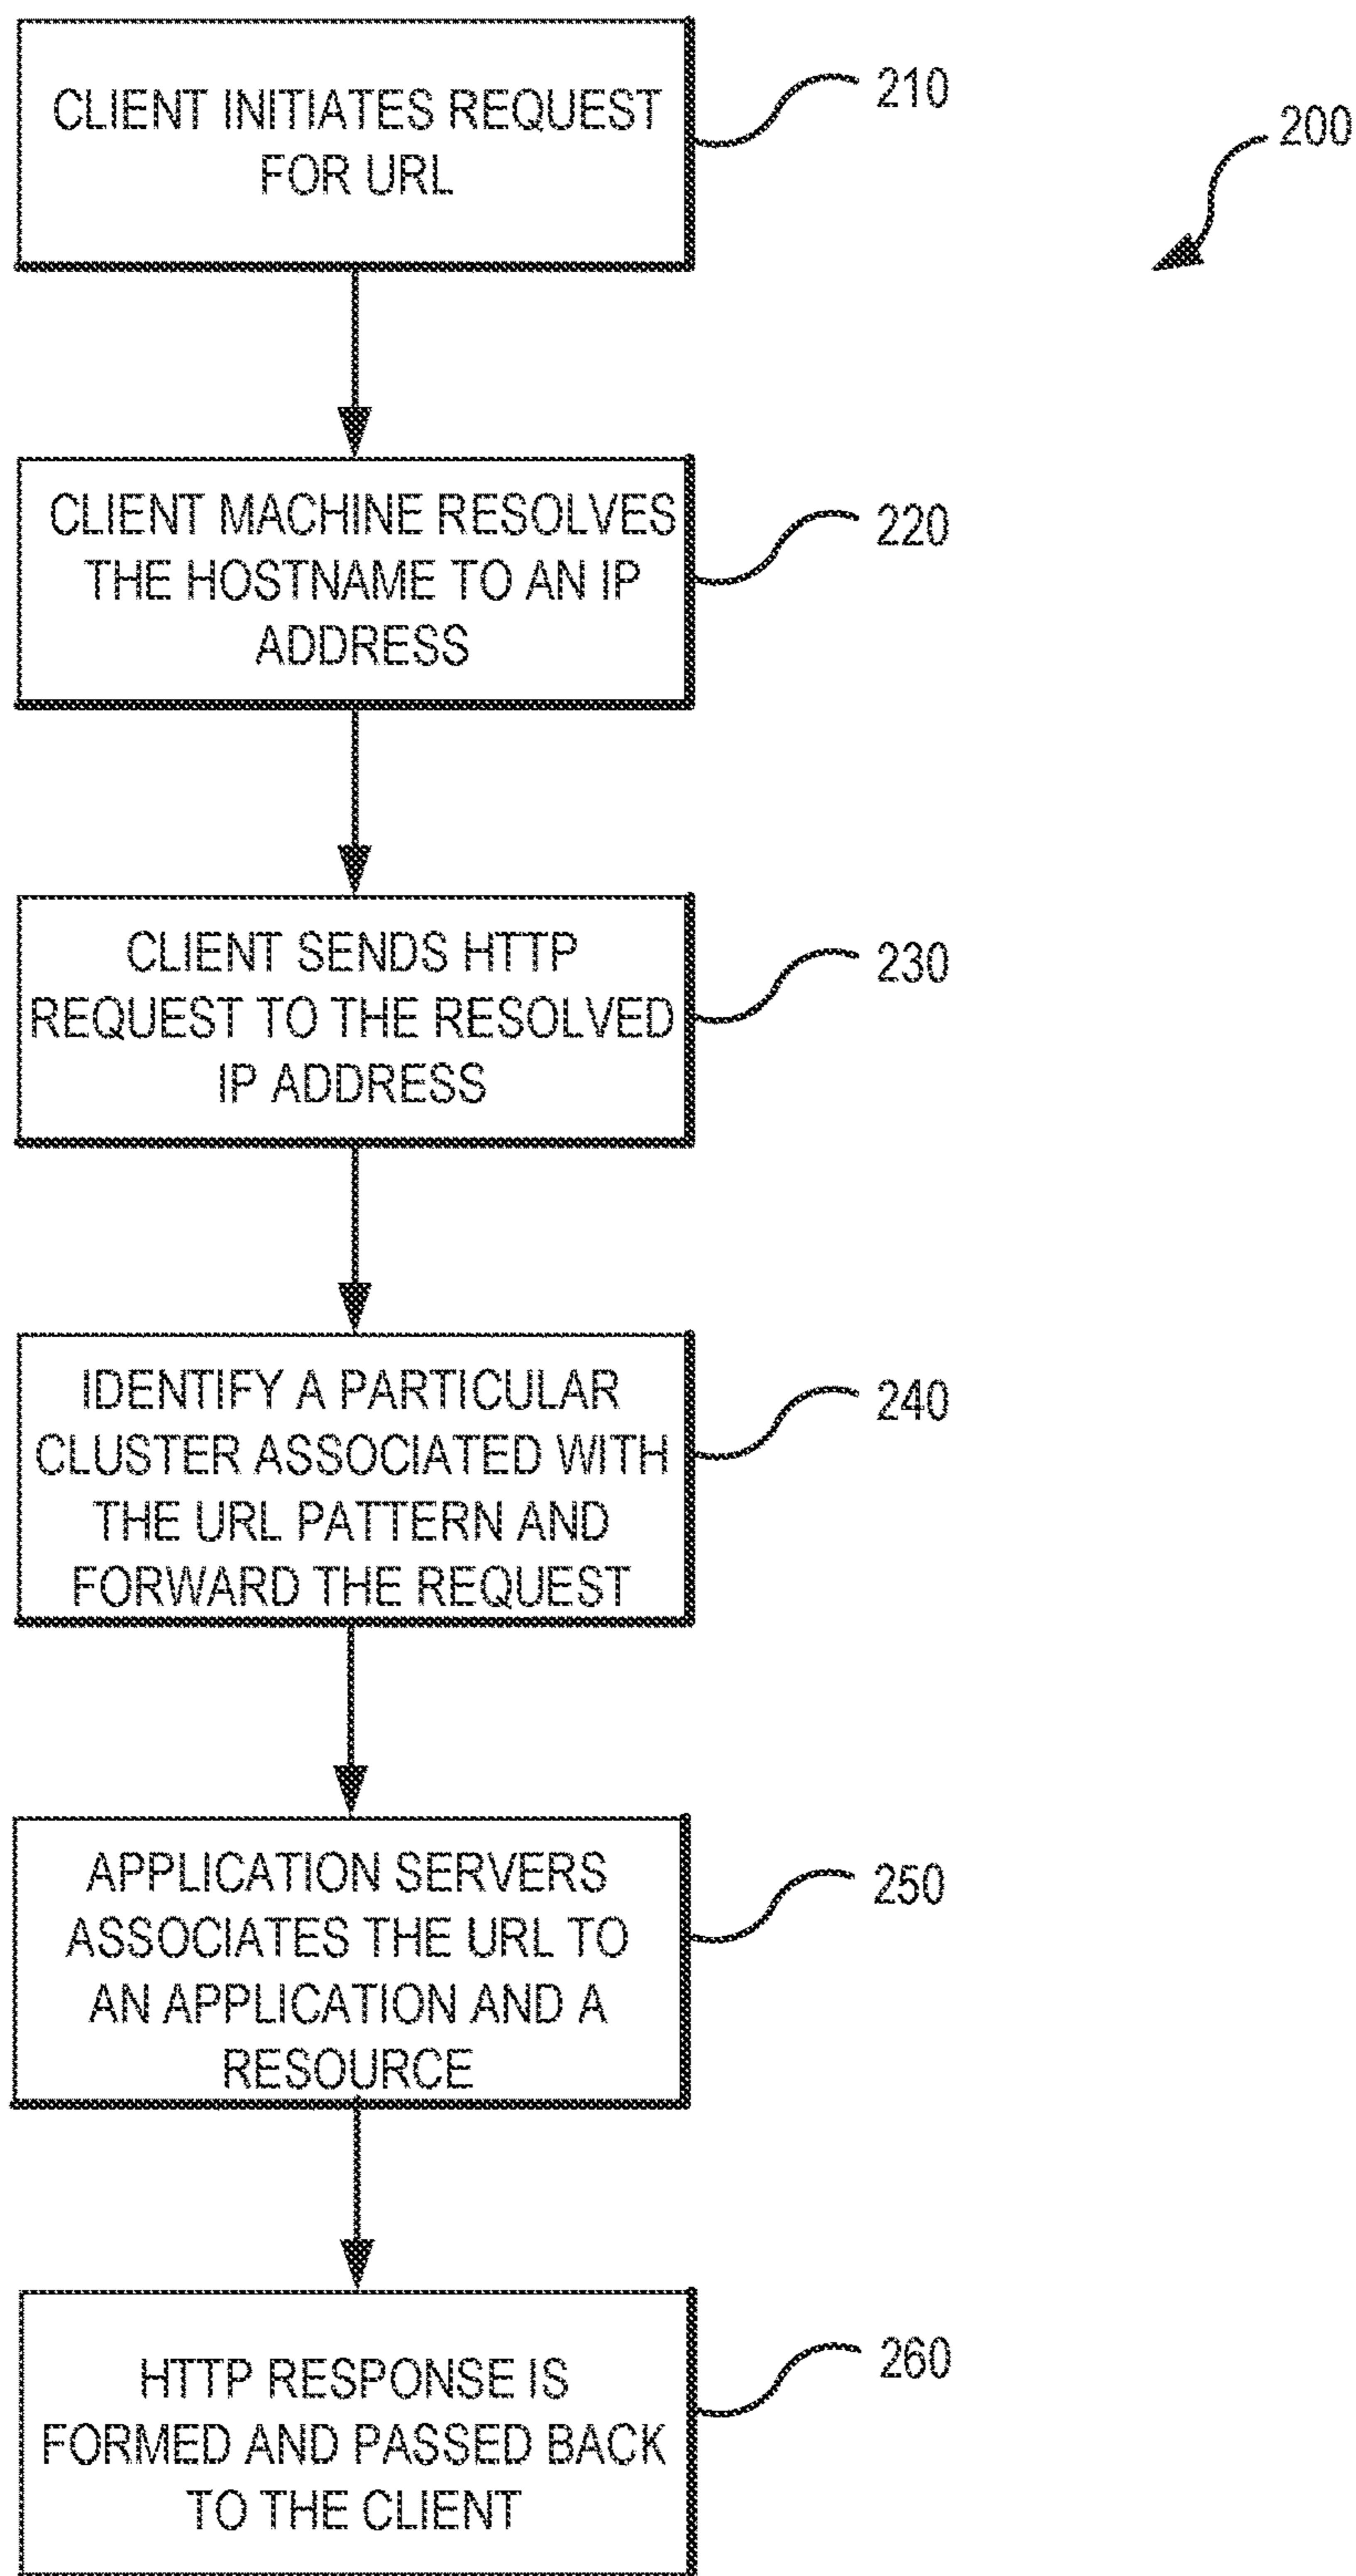 CLIENT INITIATES REQUEST
FOR URL
210
200
CLIENT MACHINE RESOLVES
THE HOSTNAME TO AN IP
ADDRESS
220
CLIENT SENDS HTTP
REQUEST TO THE RESOLVED
IP ADDRESS
230
IDENTIFY A PARTICULAR
CLUSTER ASSOCIATED WITH
THE URL PATTERN AND
FORWARD THE REQUEST
240
APPLICATION SERVERS
ASSOCIATES THE URL TO
AN APPLICATION AND A
RESOURCE
250
HTTP RESPONSE IS
FORMED AND PASSED BACK
TO THE CLIENT
260